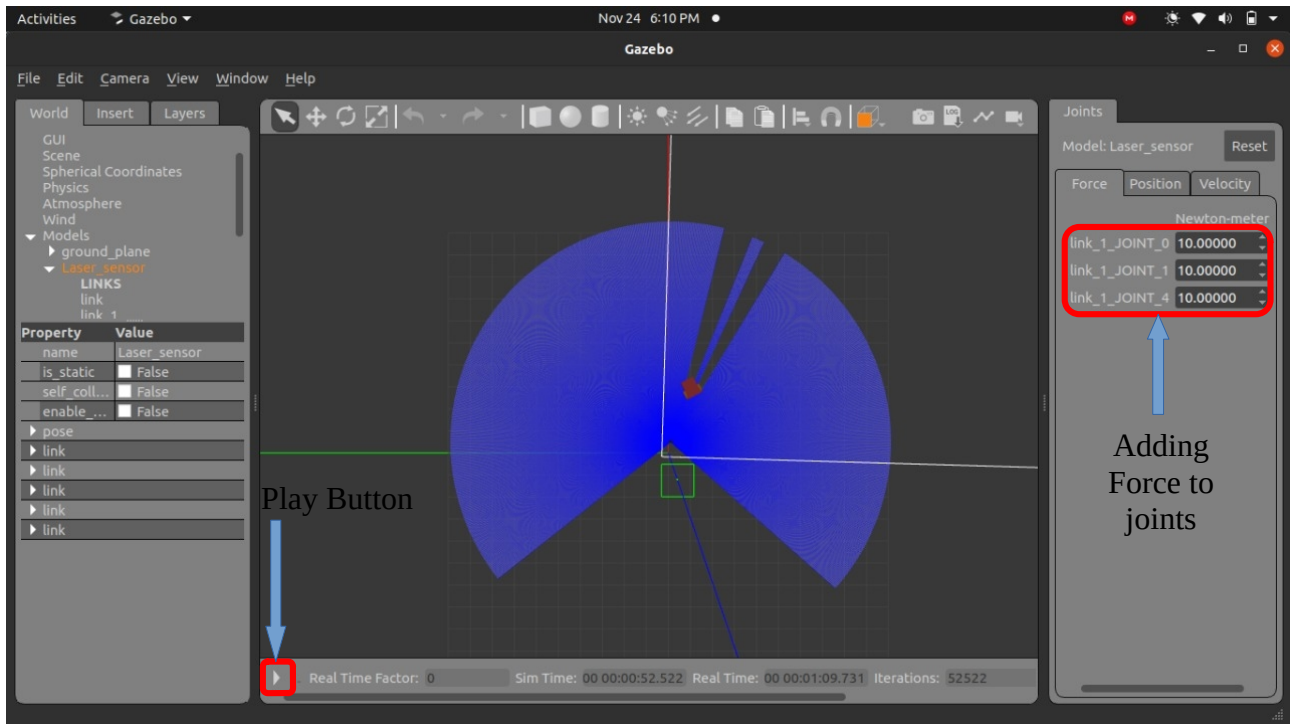 Activities Gazebo Nov 24 6:10 PM
Gazebo
File Edit Camera View Window Help
World Insert Layers
GUI
Scene
Spherical Coordinates
Physics
Atmosphere
Wind
Models
ground_plane
Laser_sensor
LINKS
link
link_1
Property Value
name Laser_sensor
is_static False
self_coll... False
enable_... False
pose
link
link
link
link
link
Play Button
Real Time Factor: 0 Sim Time: 00 00:00:52.522 Real Time: 00 00:01:09.731 Iterations: 52522
Joints
Model: Laser_sensor Reset
Force Position Velocity
Newton-meter
link_1_JOINT_0 10.00000
link_1_JOINT_1 10.00000
link_1_JOINT_4 10.00000
Adding
Force to
joints